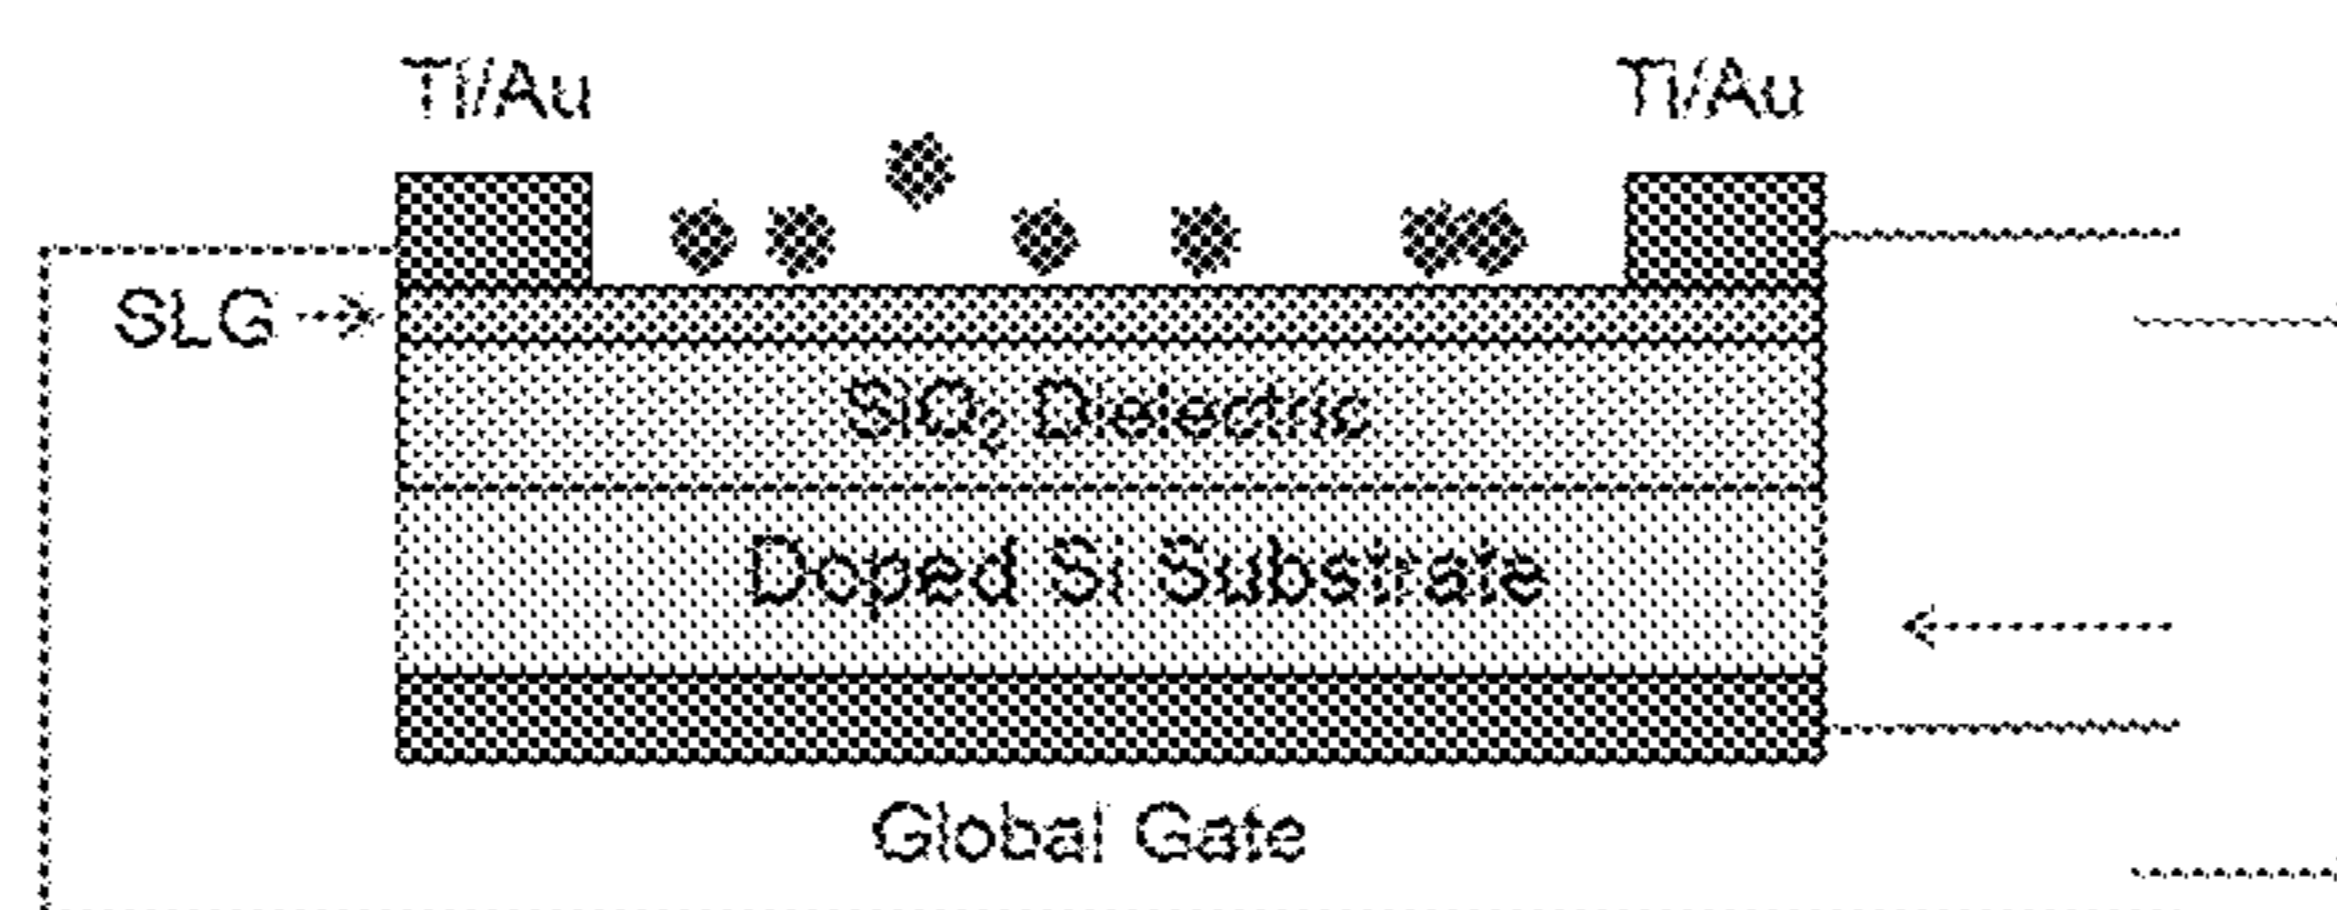 Ti/Au
Ti/Au
SLG
SiO₂ Dielectric
Doped Si Substrate
Global Gate